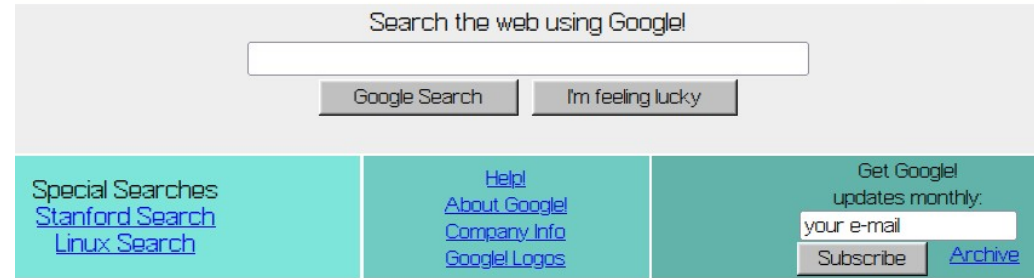 Search the web using Google!
Google Search
I'm feeling lucky
Special Searches
Stanford Search
Linux Search
Help!
About Google!
Company Info
Google! Logos
Get Google!
updates monthly:
your e-mail
Subscribe
Archive